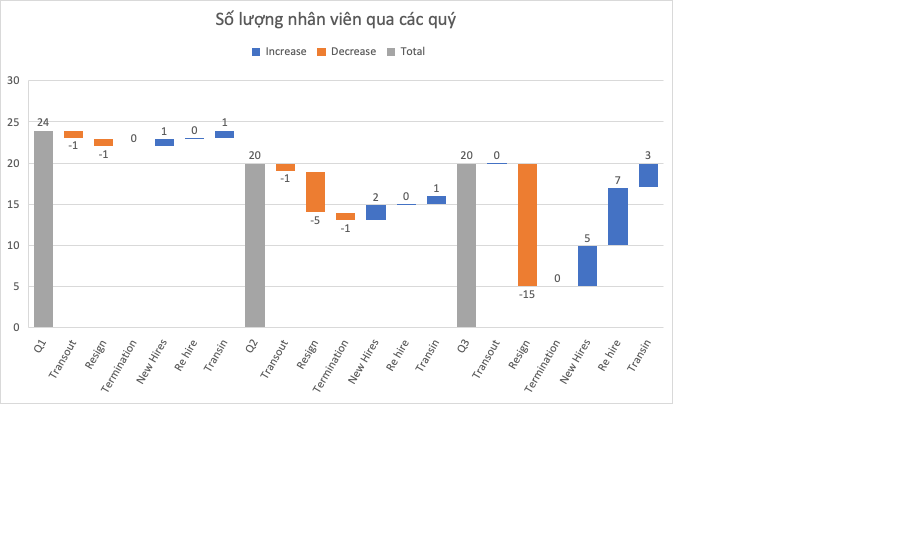 Số lượng nhân viên qua các quý
Increase Decrease Total
30
25
20
15
10
5
0
24
-1
-1
0
1
0
1
20
-1
-5
-1
2
0
1
20
0
-15
0
5
7
3
Q1
Transout
Resign
Termination
New Hires
Re hire
Transin
Q2
Transout
Resign
Termination
New Hires
Re hire
Transin
Q3
Transout
Resign
Termination
New Hires
Re hire
Transin